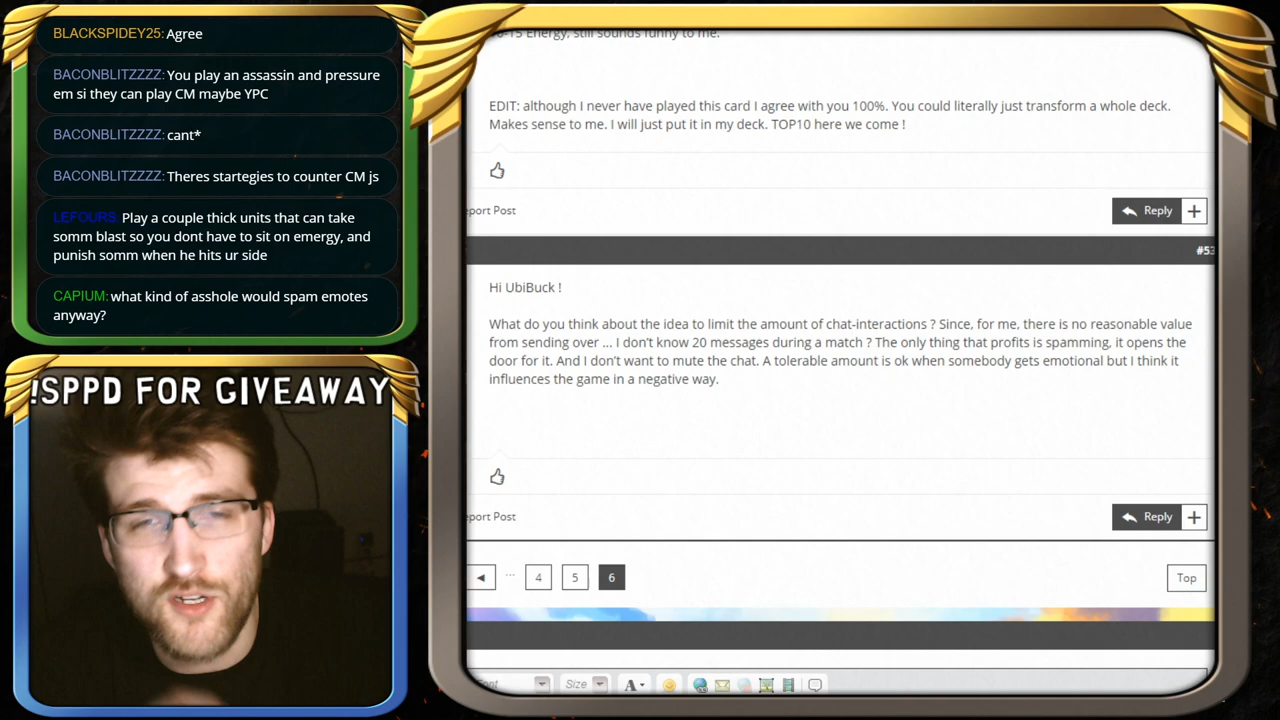 BLACKSPIDEY25: Agree
BACONBLITZZZZ: You play an assassin and pressure
em si they can play CM maybe YPC
BACONBLITZZZZ: cant*
BACONBLITZZZZ: Theres startegies to counter CM js
LEFOURS: Play a couple thick units that can take
somm blast so you dont have to sit on emergy, and
punish somm when he hits ur side
CAPIUM: what kind of asshole would spam emotes
anyway?
!SPPD FOR GIVEAWAY
Energy, still sounds funny to me.
EDIT: although I never have played this card I agree with you 100%. You could literally just transform a whole deck.
Makes sense to me. I will just put it in my deck. TOP10 here we come !
port Post
Reply +
#53
Hi UbiBuck !
What do you think about the idea to limit the amount of chat-interactions ? Since, for me, there is no reasonable value
from sending over ... I don't know 20 messages during a match ? The only thing that profits is spamming, it opens the
door for it. And I don't want to mute the chat. A tolerable amount is ok when somebody gets emotional but I think it
influences the game in a negative way.
port Post
Reply +
... 4 5 6
Top
Font Size A